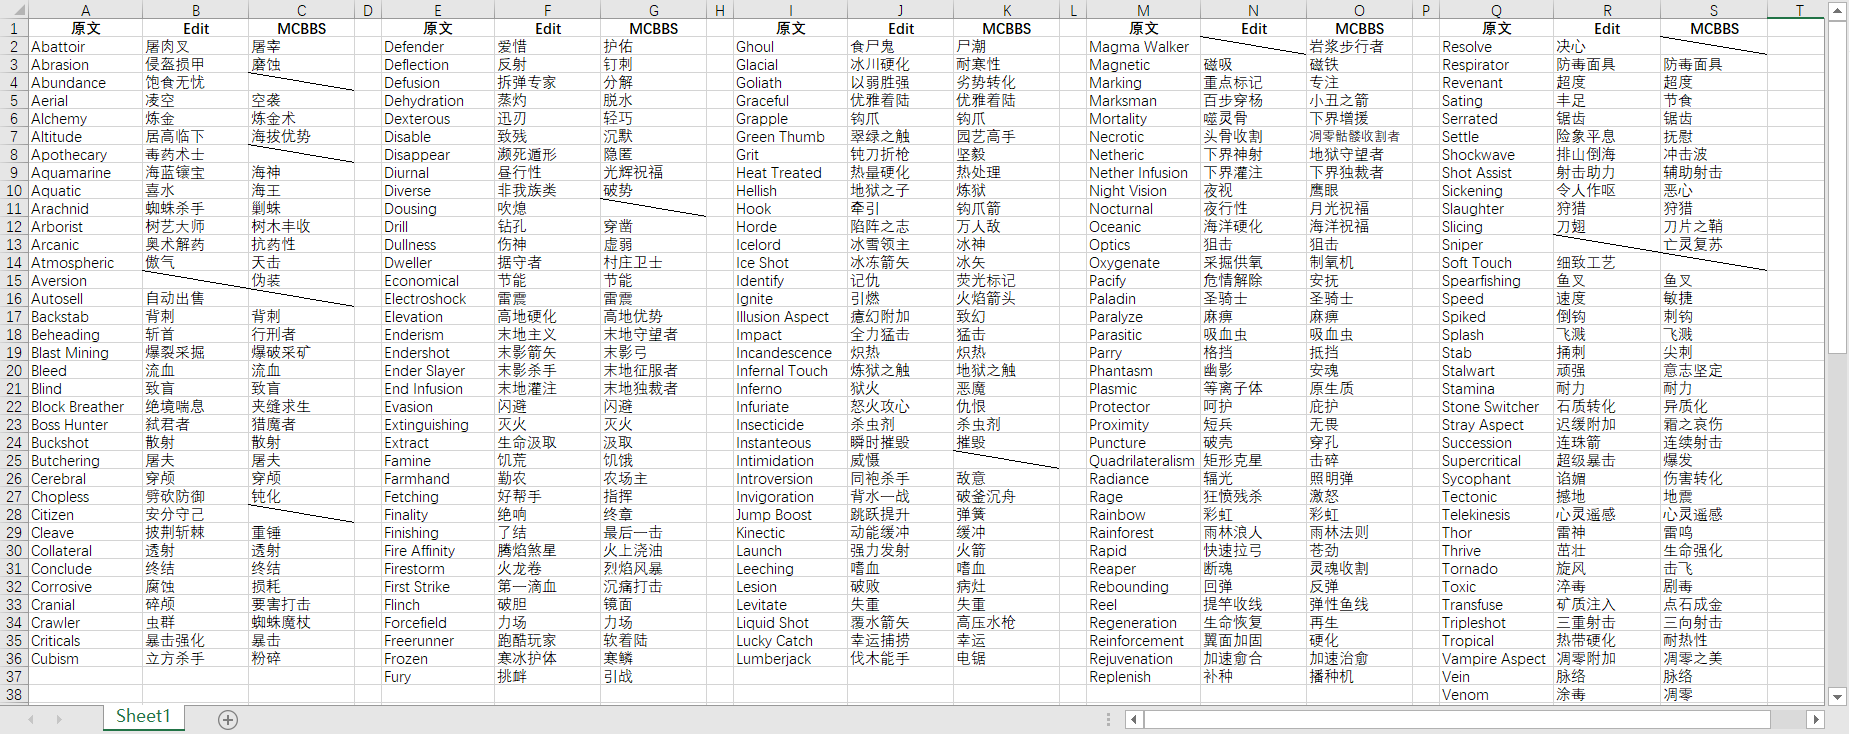 A B C D E F G H I J K L M N O P Q R S T
1 原文 Edit MCBBS 原文 Edit MCBBS 原文 Edit MCBBS 原文 Edit MCBBS 原文 Edit MCBBS
2 Abattoir 屠肉叉 屠宰 Defender 爱惜 护佑 Ghoul 食尸鬼 尸潮 Magma Walker 岩浆步行者 Resolve 决心
3 Abrasion 侵盔损甲 磨蚀 Deflection 反射 钉刺 Glacial 冰川硬化 耐寒性 Magnetic 磁吸 磁铁 Respirator 防毒面具 防毒面具
4 Abundance 饱食无忧 Defusion 拆弹专家 分解 Goliath 以弱胜强 劣势转化 Marking 重点标记 专注 Revenant 超度 超度
5 Aerial 凌空 空袭 Dehydration 蒸灼 脱水 Graceful 优雅着陆 优雅着陆 Marksman 百步穿杨 小丑之箭 Sating 丰足 节食
6 Alchemy 炼金 炼金术 Dexterous 迅刃 轻巧 Grapple 钩爪 钩爪 Mortality 噬灵骨 下界增援 Serrated 锯齿 锯齿
7 Altitude 居高临下 海拔优势 Disable 致残 沉默 Green Thumb 翠绿之触 园艺高手 Necrotic 头骨收割 凋零骷髅收割者 Settle 险象平息 抚慰
8 Apothecary 毒药术士 Disappear 濒死遁形 隐匿 Grit 钝刀折枪 坚毅 Netheric 下界神射 地狱守望者 Shockwave 排山倒海 冲击波
9 Aquamarine 海蓝镶宝 海神 Diurnal 昼行性 光辉祝福 Heat Treated 热量硬化 热处理 Nether Infusion 下界灌注 下界独裁者 Shot Assist 射击助力 辅助射击
10 Aquatic 喜水 海王 Diverse 非我族类 破势 Hellish 地狱之子 炼狱 Night Vision 夜视 鹰眼 Sickening 令人作呕 恶心
11 Arachnid 蜘蛛杀手 剿蛛 Dousing 吹熄 Hook 牵引 钩爪箭 Nocturnal 夜行性 月光祝福 Slaughter 狩猎 狩猎
12 Arborist 树艺大师 树木丰收 Drill 钻孔 穿凿 Horde 陷阵之志 万人敌 Oceanic 海洋硬化 海洋祝福 Slicing 刀翅 刀片之鞘
13 Arcanic 奥术解药 抗药性 Dullness 伤神 虚弱 Icelord 冰雪领主 冰神 Optics 狙击 狙击 Sniper 亡灵复苏
14 Atmospheric 傲气 天击 Dweller 据守者 村庄卫士 Ice Shot 冰冻箭矢 冰矢 Oxygenate 采掘供氧 制氧机 Soft Touch 细致工艺
15 Aversion 伪装 Economical 节能 节能 Identify 记仇 荧光标记 Pacify 危情解除 安抚 Spearfishing 鱼叉 鱼叉
16 Autosell 自动出售 Electroshock 雷震 雷震 Ignite 引燃 火焰箭头 Paladin 圣骑士 圣骑士 Speed 速度 敏捷
17 Backstab 背刺 背刺 Elevation 高地硬化 高地优势 Illusion Aspect 癔幻附加 致幻 Paralyze 麻痹 麻痹 Spiked 倒钩 刺钩
18 Beheading 斩首 行刑者 Enderism 末地主义 末地守望者 Impact 全力猛击 猛击 Parasitic 吸血虫 吸血虫 Splash 飞溅 飞溅
19 Blast Mining 爆裂采掘 爆破采矿 Endershot 末影箭矢 末影弓 Incandescence 炽热 炽热 Parry 格挡 抵挡 Stab 捅刺 尖刺
20 Bleed 流血 流血 Ender Slayer 末影杀手 末地征服者 Infernal Touch 炼狱之触 地狱之触 Phantasm 幽影 安魂 Stalwart 顽强 意志坚定
21 Blind 致盲 致盲 End Infusion 末地灌注 末地独裁者 Inferno 狱火 恶魔 Plasmic 等离子体 原生质 Stamina 耐力 耐力
22 Block Breather 绝境喘息 夹缝求生 Evasion 闪避 闪避 Infuriate 怒火攻心 仇恨 Protector 呵护 庇护 Stone Switcher 石质转化 异质化
23 Boss Hunter 弑君者 猎魔者 Extinguishing 灭火 灭火 Insecticide 杀虫剂 杀虫剂 Proximity 短兵 无畏 Stray Aspect 迟缓附加 霜之哀伤
24 Buckshot 散射 散射 Extract 生命汲取 汲取 Instanteous 瞬时摧毁 摧毁 Puncture 破壳 穿孔 Succession 连珠箭 连续射击
25 Butchering 屠夫 屠夫 Famine 饥荒 饥饿 Intimidation 威慑 Quadrilateralism 矩形克星 击碎 Supercritical 超级暴击 爆发
26 Cerebral 穿颅 穿颅 Farmhand 勤农 农场主 Introversion 同袍杀手 敌意 Radiance 辐光 照明弹 Sycophant 谄媚 伤害转化
27 Chopless 劈砍防御 钝化 Fetching 好帮手 指挥 Invigoration 背水一战 破釜沉舟 Rage 狂愤残杀 激怒 Tectonic 撼地 地震
28 Citizen 安分守己 Finality 绝响 终章 Jump Boost 跳跃提升 弹簧 Rainbow 彩虹 彩虹 Telekinesis 心灵遥感 心灵遥感
29 Cleave 披荆斩棘 重锤 Finishing 了结 最后一击 Kinectic 动能缓冲 缓冲 Rainforest 雨林浪人 雨林法则 Thor 雷神 雷鸣
30 Collateral 透射 透射 Fire Affinity 腾焰煞星 火上浇油 Launch 强力发射 火箭 Rapid 快速拉弓 苍劲 Thrive 茁壮 生命强化
31 Conclude 终结 终结 Firestorm 火龙卷 烈焰风暴 Leeching 嗜血 嗜血 Reaper 断魂 灵魂收割 Tornado 旋风 击飞
32 Corrosive 腐蚀 损耗 First Strike 第一滴血 沉痛打击 Lesion 破败 病灶 Rebounding 回弹 反弹 Toxic 淬毒 剧毒
33 Cranial 碎颅 要害打击 Flinch 破胆 镜面 Levitate 失重 失重 Reel 提竿收线 弹性鱼线 Transfuse 矿质注入 点石成金
34 Crawler 虫群 蜘蛛魔杖 Forcefield 力场 力场 Liquid Shot 覆水箭矢 高压水枪 Regeneration 生命恢复 再生 Tripleshot 三重射击 三向射击
35 Criticals 暴击强化 暴击 Freerunner 跑酷玩家 软着陆 Lucky Catch 幸运捕捞 幸运 Reinforcement 翼面加固 硬化 Tropical 热带硬化 耐热性
36 Cubism 立方杀手 粉碎 Frozen 寒冰护体 寒鳞 Lumberjack 伐木能手 电锯 Rejuvenation 加速愈合 加速治愈 Vampire Aspect 凋零附加 凋零之美
37 Fury 挑衅 引战 Replenish 补种 播种机 Vein 脉络 脉络
38 Venom 涂毒 凋零
Sheet1